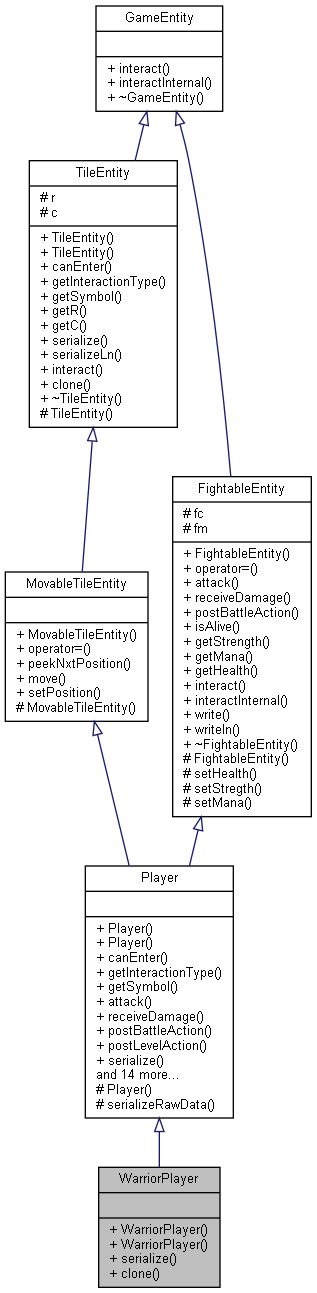 GameEntity
+ interact()
+ interactInternal()
+ ~GameEntity()
TileEntity
# r
# c
+ TileEntity()
+ TileEntity()
+ canEnter()
+ getInteractionType()
+ getSymbol()
+ getR()
+ getC()
+ serialize()
+ serializeLn()
+ interact()
+ clone()
+ ~TileEntity()
# TileEntity()
FightableEntity
# fc
# fm
+ FightableEntity()
+ operator=()
+ attack()
+ receiveDamage()
+ postBattleAction()
+ isAlive()
+ getStrength()
+ getMana()
+ getHealth()
+ interact()
+ interactInternal()
+ write()
+ writeln()
+ ~FightableEntity()
# FightableEntity()
# setHealth()
# setStregth()
# setMana()
MovableTileEntity
+ MovableTileEntity()
+ operator=()
+ peekNxtPosition()
+ move()
+ setPosition()
# MovableTileEntity()
Player
+ Player()
+ Player()
+ canEnter()
+ getInteractionType()
+ getSymbol()
+ attack()
+ receiveDamage()
+ postBattleAction()
+ postLevelAction()
+ serialize()
and 14 more...
# Player()
# serializeRawData()
WarriorPlayer
+ WarriorPlayer()
+ WarriorPlayer()
+ serialize()
+ clone()